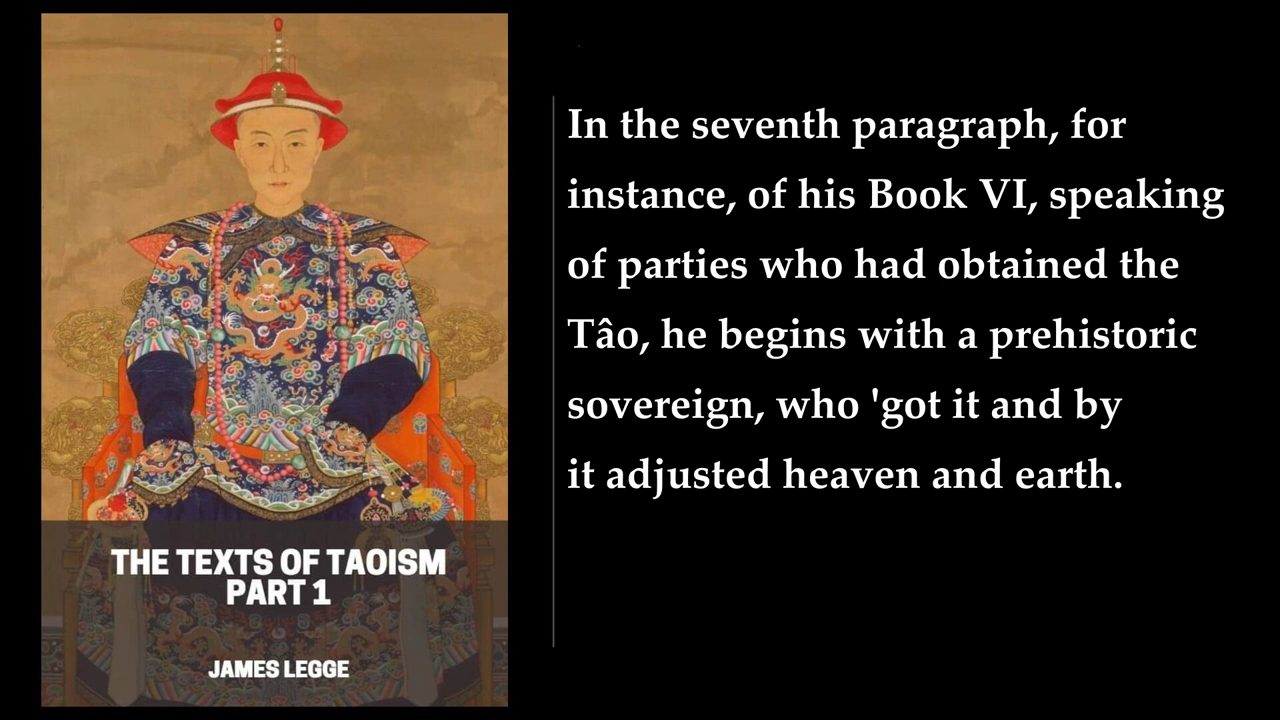 THE TEXTS OF TAOISM
PART 1
JAMES LEGGE
In the seventh paragraph, for
instance, of his Book VI, speaking
of parties who had obtained the
Tâo, he begins with a prehistoric
sovereign, who 'got it and by
it adjusted heaven and earth.